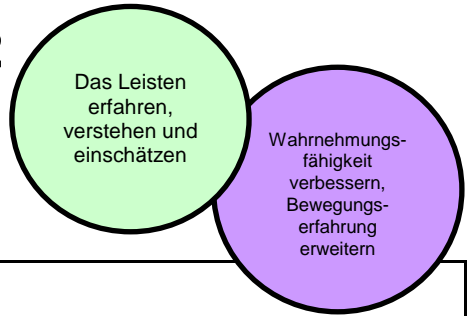 Das Leisten
erfahren,
verstehen und
einschätzen
Wahrnehmungs-
fähigkeit
verbessern,
Bewegungs-
erfahrung
erweitern